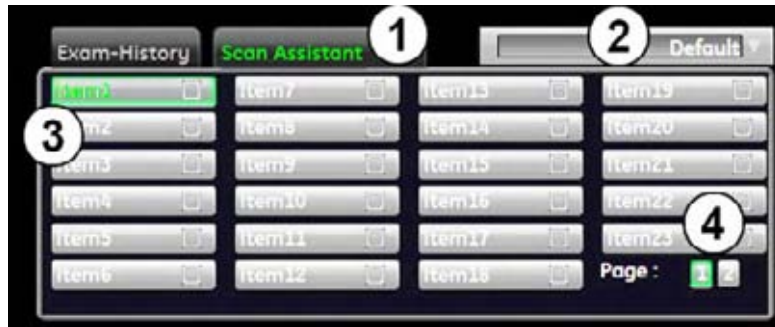 Exam-History Scan Assistant 1 2 Default
Item1 Item7 Item13 Item19
3 Item8 Item14 Item20
Item9 Item15 Item21
Item4 Item10 Item16 Item22
Item5 Item11 Item17 Item23 4
Item6 Item12 Item18 Page : 1 2